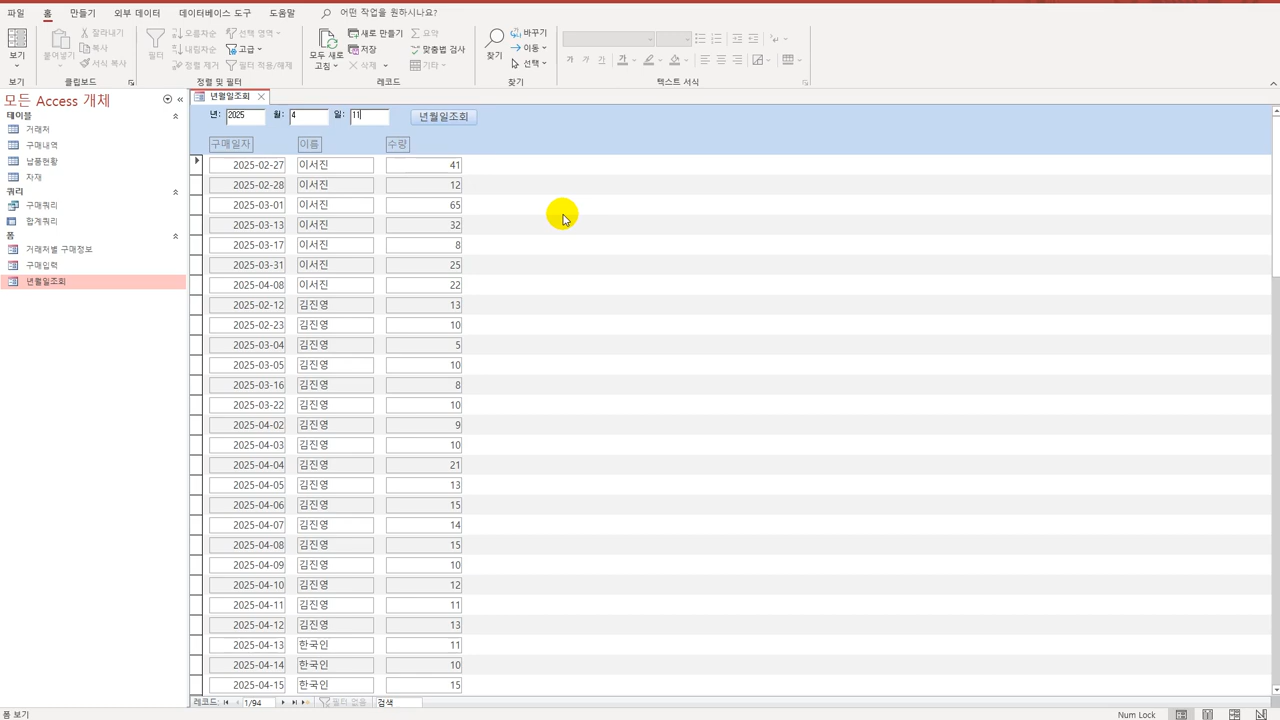 파일 홈 만들기 외부 데이터 데이터베이스 도구 도움말 어떤 작업을 원하시나요?
보기 붙여넣기 잘라내기 복사 서식 복사 필터 오름차순 내림차순 정렬 제거 선택 영역 고급 필터 적용/해제 모두 새로 고침 새로 만들기 저장 삭제 요약 맞춤법 검사 기타 찾기 바꾸기 이동 선택 가 가 가 가
보기 클립보드 정렬 및 필터 레코드 찾기 텍스트 서식
모든 Access 개체
테이블
거래처
구매내역
납품현황
자재
쿼리
구매쿼리
합계쿼리
폼
거래처별 구매정보
구매입력
년월일조회
년월일조회
년: 2025 월: 4 일: 11 년월일조회
구매일자 이름 수량
2025-02-27 이서진 41
2025-02-28 이서진 12
2025-03-01 이서진 65
2025-03-13 이서진 32
2025-03-17 이서진 8
2025-03-31 이서진 25
2025-04-08 이서진 22
2025-02-12 김진영 13
2025-02-23 김진영 10
2025-03-04 김진영 5
2025-03-05 김진영 10
2025-03-16 김진영 8
2025-03-22 김진영 10
2025-04-02 김진영 9
2025-04-03 김진영 10
2025-04-04 김진영 21
2025-04-05 김진영 13
2025-04-06 김진영 15
2025-04-07 김진영 14
2025-04-08 김진영 15
2025-04-09 김진영 10
2025-04-10 김진영 12
2025-04-11 김진영 11
2025-04-12 김진영 13
2025-04-13 한국인 11
2025-04-14 한국인 10
2025-04-15 한국인 15
레코드: 1/94 필터 없음 검색
폼 보기 Num Lock